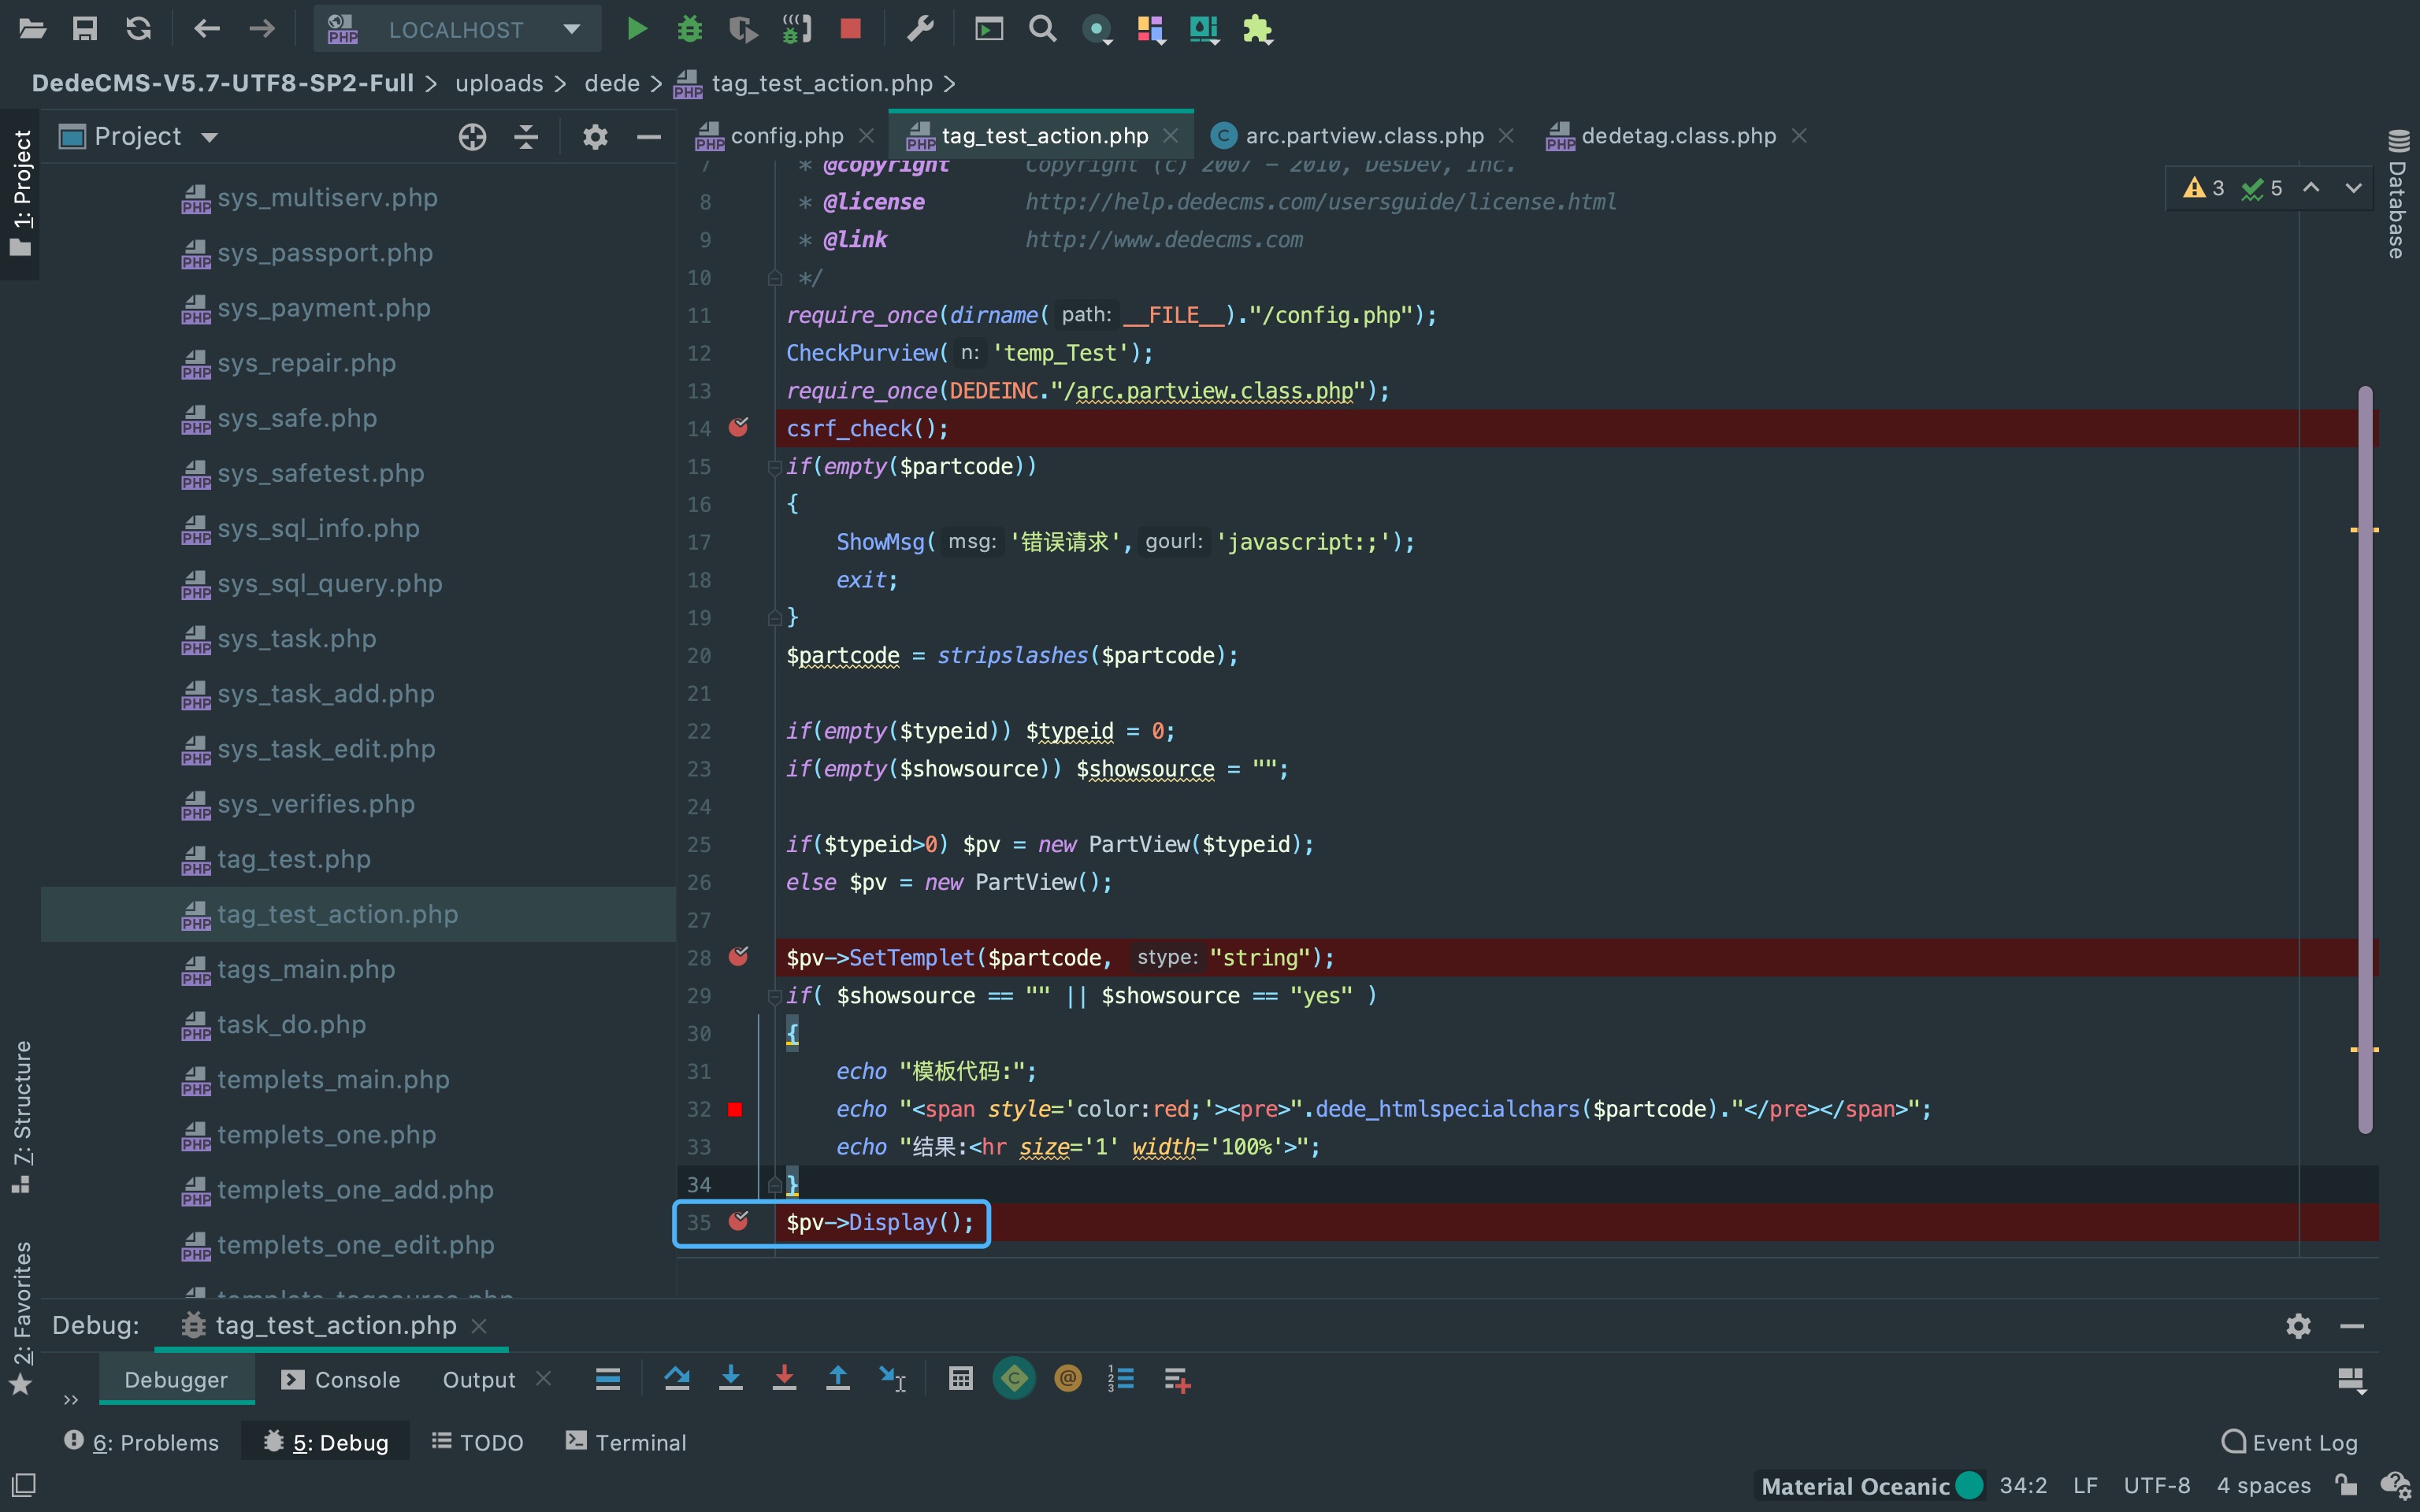 LOCALHOST
DedeCMS-V5.7-UTF8-SP2-Full > uploads > dede > tag_test_action.php >
1: Project
Project
sys_multiserv.php
sys_passport.php
sys_payment.php
sys_repair.php
sys_safe.php
sys_safetest.php
sys_sql_info.php
sys_sql_query.php
sys_task.php
sys_task_add.php
sys_task_edit.php
sys_verifies.php
tag_test.php
tag_test_action.php
tags_main.php
task_do.php
templets_main.php
templets_one.php
templets_one_add.php
templets_one_edit.php
templets_tagsource.php
7: Structure
2: Favorites
config.php
tag_test_action.php
arc.partview.class.php
dedetag.class.php
3 5
Database
7 * @copyright Copyright (c) 2007 - 2010, DesDev, Inc.
8 * @license http://help.dedecms.com/usersguide/license.html
9 * @link http://www.dedecms.com
10 */
11 require_once(dirname( path: __FILE__)."/config.php");
12 CheckPurview( n: 'temp_Test');
13 require_once(DEDEINC."/arc.partview.class.php");
14 csrf_check();
15 if(empty($partcode))
16 {
17 ShowMsg( msg: '错误请求', gourl: 'javascript:;');
18 exit;
19 }
20 $partcode = stripslashes($partcode);
21
22 if(empty($typeid)) $typeid = 0;
23 if(empty($showsource)) $showsource = "";
24
25 if($typeid>0) $pv = new PartView($typeid);
26 else $pv = new PartView();
27
28 $pv->SetTemplet($partcode, stype: "string");
29 if( $showsource == "" || $showsource == "yes" )
30 {
31 echo "模板代码:";
32 echo "<span style='color:red;'><pre>".dede_htmlspecialchars($partcode)."</pre></span>";
33 echo "结果:<hr size='1' width='100%'>";
34 }
35 $pv->Display();
Debug: tag_test_action.php
Debugger Console Output
6: Problems 5: Debug TODO Terminal Event Log
Material Oceanic 34:2 LF UTF-8 4 spaces